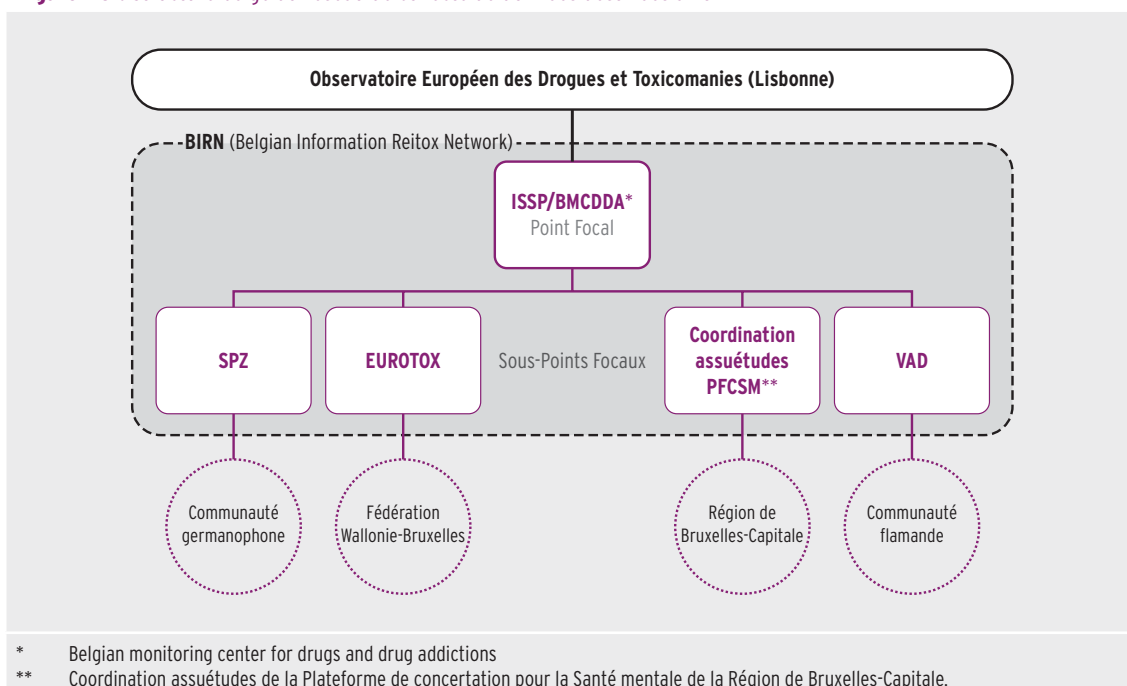 Observatoire Européen des Drogues et Toxicomanies (Lisbonne)
BIRN (Belgian Information Reitox Network)
ISSP/BMCDDA*
Point Focal
SPZ
EUROTOX
Sous-Points Focaux
Coordination
assuétudes
PFCSM**
VAD
Communauté
germanophone
Fédération
Wallonie-Bruxelles
Région de
Bruxelles-Capitale
Communauté
flamande
* Belgian monitoring center for drugs and drug addictions
** Coordination assuétudes de la Plateforme de concertation pour la Santé mentale de la Région de Bruxelles-Capitale.